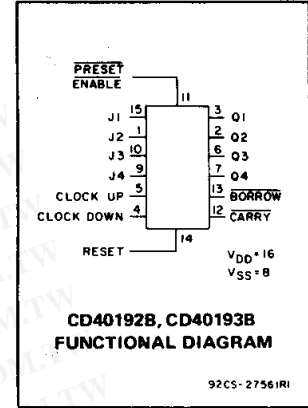 PRESET
ENABLE
11
J1 15 3 Q1
J2 1 2 Q2
J3 10 6 Q3
J4 9 7 Q4
CLOCK UP 5 13 BORROW
CLOCK DOWN 4 12 CARRY
RESET 14
VDD = 16
VSS = 8
CD40192B, CD40193B
FUNCTIONAL DIAGRAM
92CS-27561R1